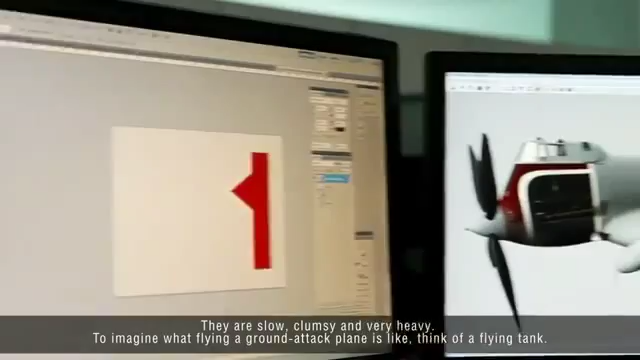 They are slow, clumsy and very heavy.
To imagine what flying a ground-attack plane is like, think of a flying tank.